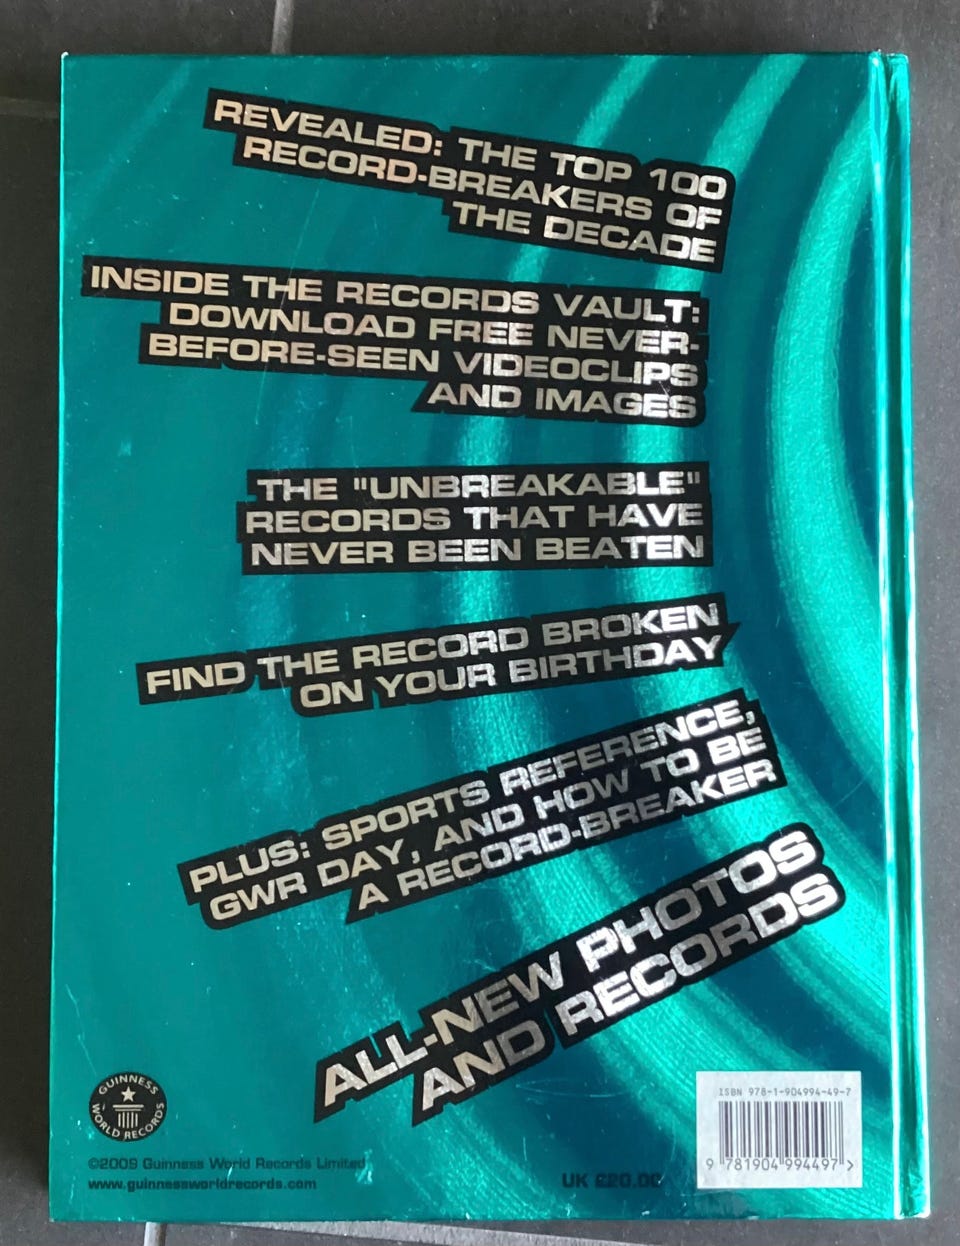 REVEALED: THE TOP 100
RECORD-BREAKERS OF
THE DECADE
INSIDE THE RECORDS VAULT:
DOWNLOAD FREE NEVER-
BEFORE-SEEN VIDEOCLIPS
AND IMAGES
THE "UNBREAKABLE"
RECORDS THAT HAVE
NEVER BEEN BEATEN
FIND THE RECORD BROKEN
ON YOUR BIRTHDAY
PLUS: SPORTS REFERENCE,
GWR DAY, AND HOW TO BE
A RECORD-BREAKER
ALL-NEW PHOTOS
AND RECORDS
GUINNESS
WORLD RECORDS
©2009 Guinness World Records Limited
www.guinnessworldrecords.com
UK £20.00
ISBN 978-1-904994-49-7
9 781904 994497 >